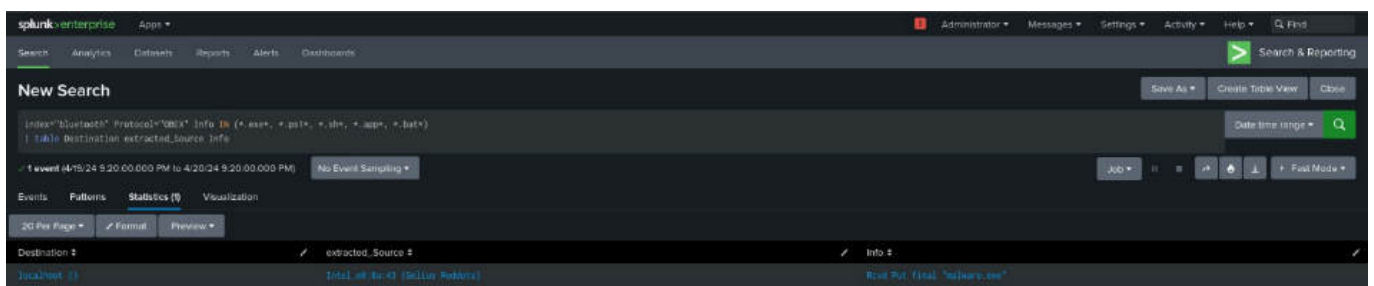 splunk>enterprise Apps
Administrator Messages Settings Activity Help Find
Search Analytics Datasets Reports Alerts Dashboards Search & Reporting
New Search Save As Create Table View Close
index="bluetooth" Protocol="OBEX" Info IN (*.exe*, *.ps1*, *.sh*, *.app*, *.bat*) Date time range
| table Destination extracted_Source Info
1 event (4/19/24 9:20:00.000 PM to 4/20/24 9:20:00.000 PM) No Event Sampling Job Fast Mode
Events Patterns Statistics (1) Visualization
20 Per Page Format Preview
Destination extracted_Source Info
localhost () Rcvd Put final "malware.exe"